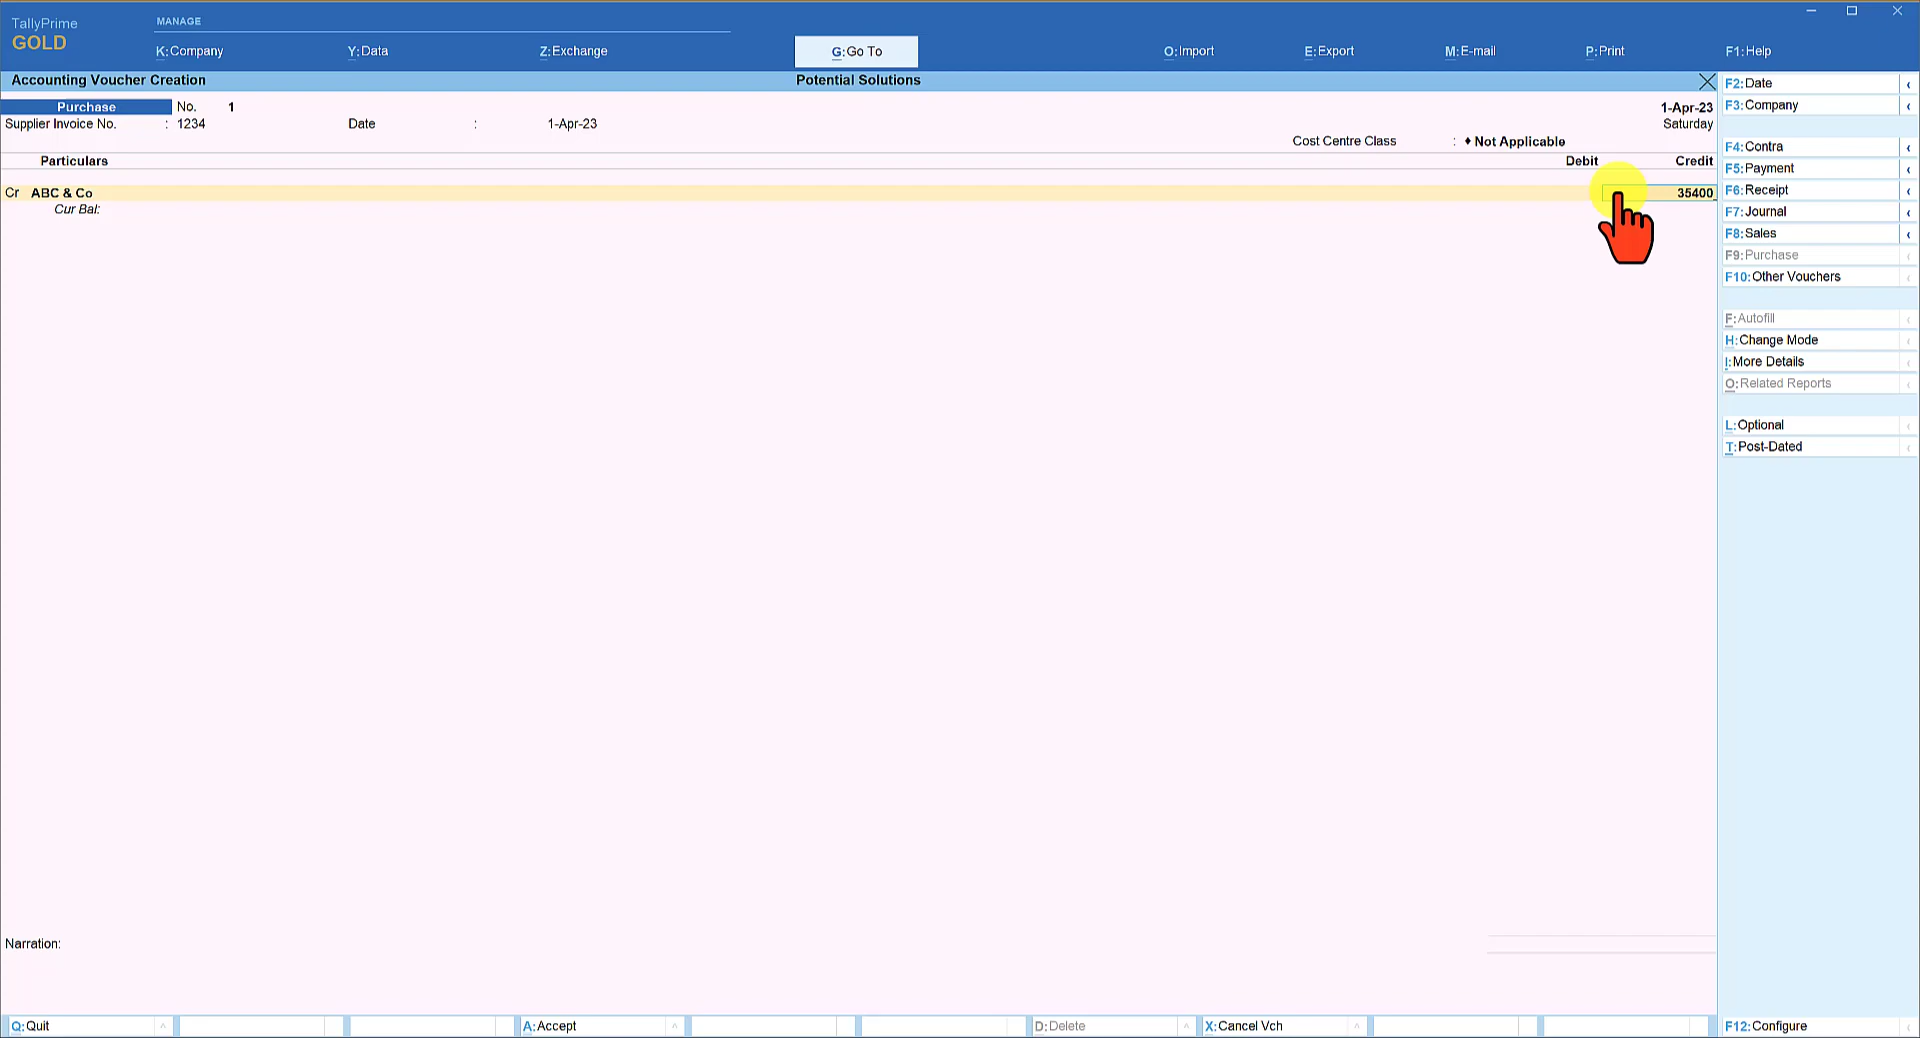 TallyPrime
GOLD
MANAGE
K:Company Y:Data Z:Exchange G:Go To O:Import E:Export M:E-mail P:Print F1:Help
Accounting Voucher Creation Potential Solutions
Purchase No. 1 1-Apr-23
Supplier Invoice No. : 1234 Date : 1-Apr-23 Saturday
Cost Centre Class : ♦ Not Applicable
Particulars Debit Credit
Cr ABC & Co 35400
Cur Bal:
Narration:
F2:Date
F3:Company
F4:Contra
F5:Payment
F6:Receipt
F7:Journal
F8:Sales
F9:Purchase
F10:Other Vouchers
F:Autofill
H:Change Mode
I:More Details
O:Related Reports
L:Optional
T:Post-Dated
Q:Quit A:Accept D:Delete X:Cancel Vch F12:Configure